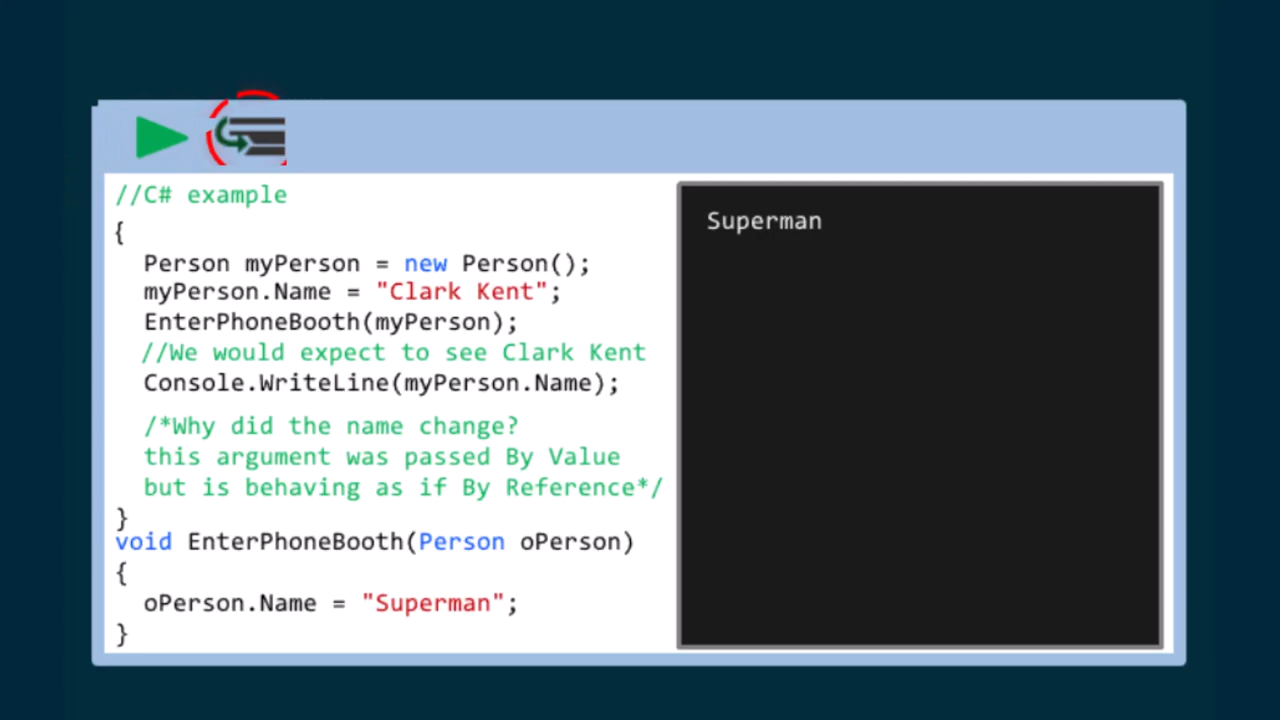 //C# example
{
Person myPerson = new Person();
myPerson.Name = "Clark Kent";
EnterPhoneBooth(myPerson);
//We would expect to see Clark Kent
Console.WriteLine(myPerson.Name);
/*Why did the name change?
this argument was passed By Value
but is behaving as if By Reference*/
}
void EnterPhoneBooth(Person oPerson)
{
oPerson.Name = "Superman";
}
Superman